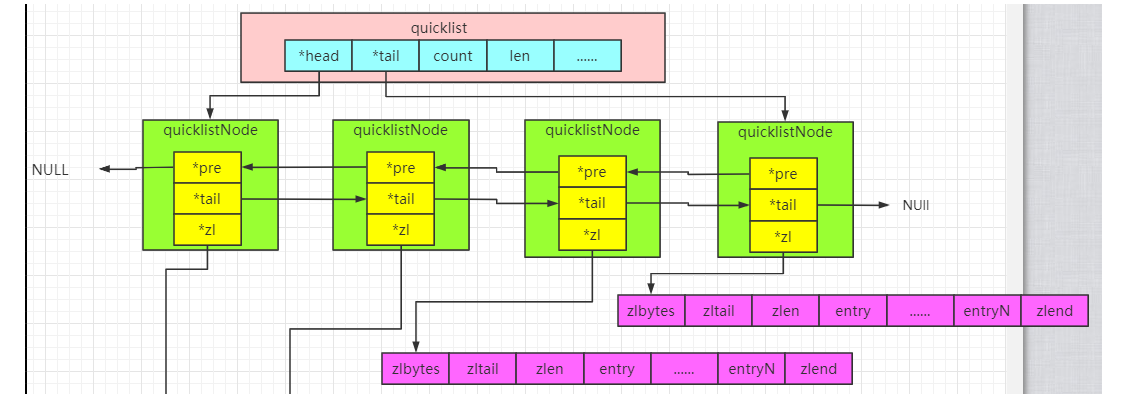 quicklist
*head *tail count len ......
quicklistNode quicklistNode quicklistNode quicklistNode
NULL *pre *pre *pre *pre
*tail *tail *tail *tail NUll
*zl *zl *zl *zl
zlbytes zltail zlen entry ...... entryN zlend
zlbytes zltail zlen entry ...... entryN zlend